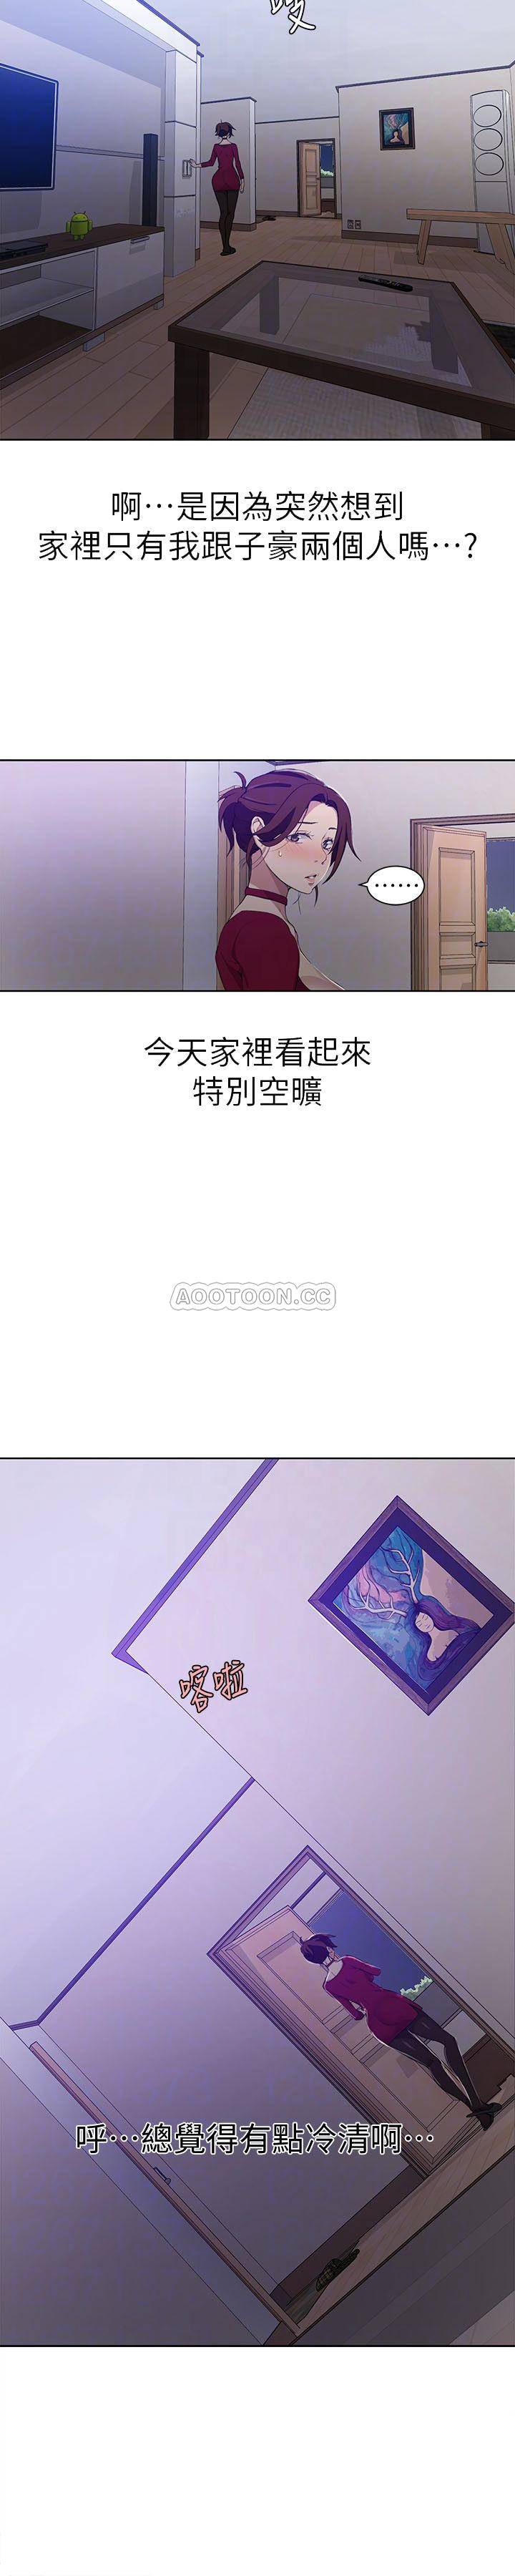 啊⋯是因為突然想到
家裡只有我跟子豪兩個人嗎⋯?
⋯⋯
今天家裡看起來
特別空曠
AOOTOON.CC
喀啦
呼⋯總覺得有點冷清啊⋯